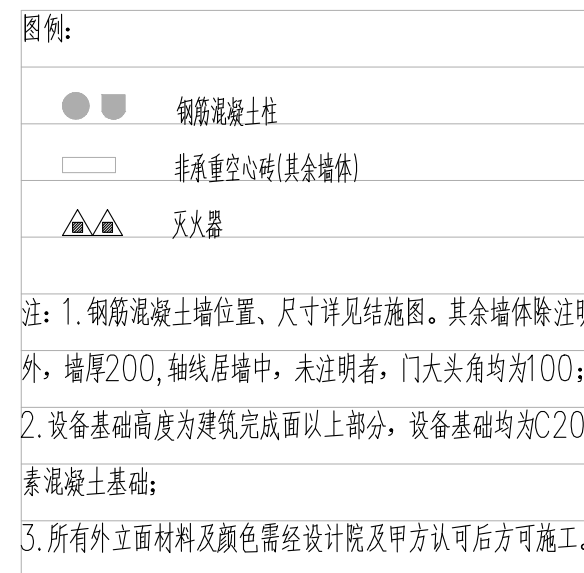 图例:
钢筋混凝土柱
非承重空心砖(其余墙体)
灭火器
注: 1.钢筋混凝土墙位置、尺寸详见结施图。其余墙体除注明
外，墙厚200,轴线居墙中，未注明者，门大头角均为100;
2.设备基础高度为建筑完成面以上部分，设备基础均为C20
素混凝土基础;
3.所有外立面材料及颜色需经设计院及甲方认可后方可施工。